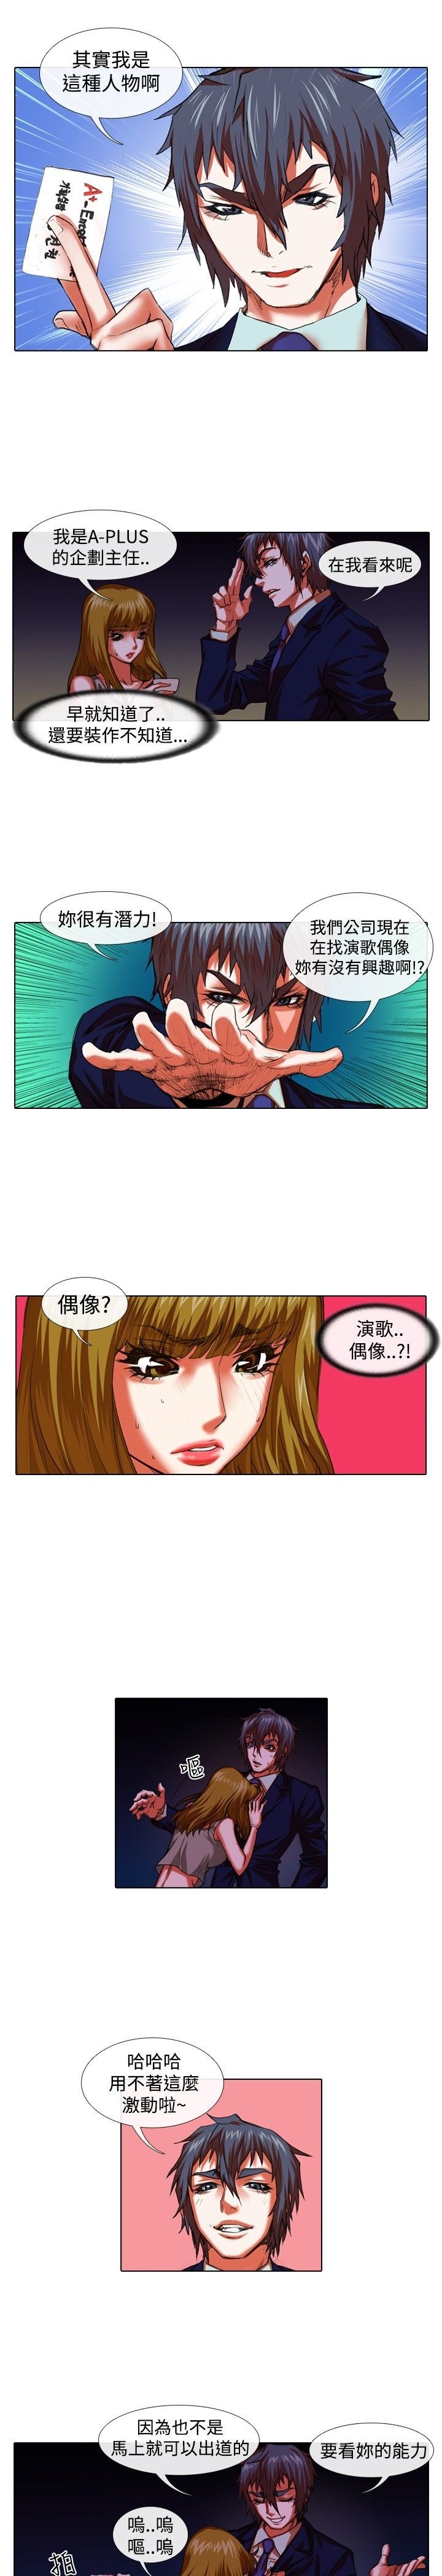 其實我是
這種人物啊
A+
我是A-PLUS
的企劃主任..
在我看來呢
早就知道了..
還要裝作不知道...
妳很有潛力!
我們公司現在
在找演歌偶像
妳有沒有興趣啊!?
偶像?
演歌..
偶像..?!
嘔
哈哈哈
用不著這麼
激動啦~
因為也不是
馬上就可以出道的
要看妳的能力
嗚..嗚
嘔..嗚
拍